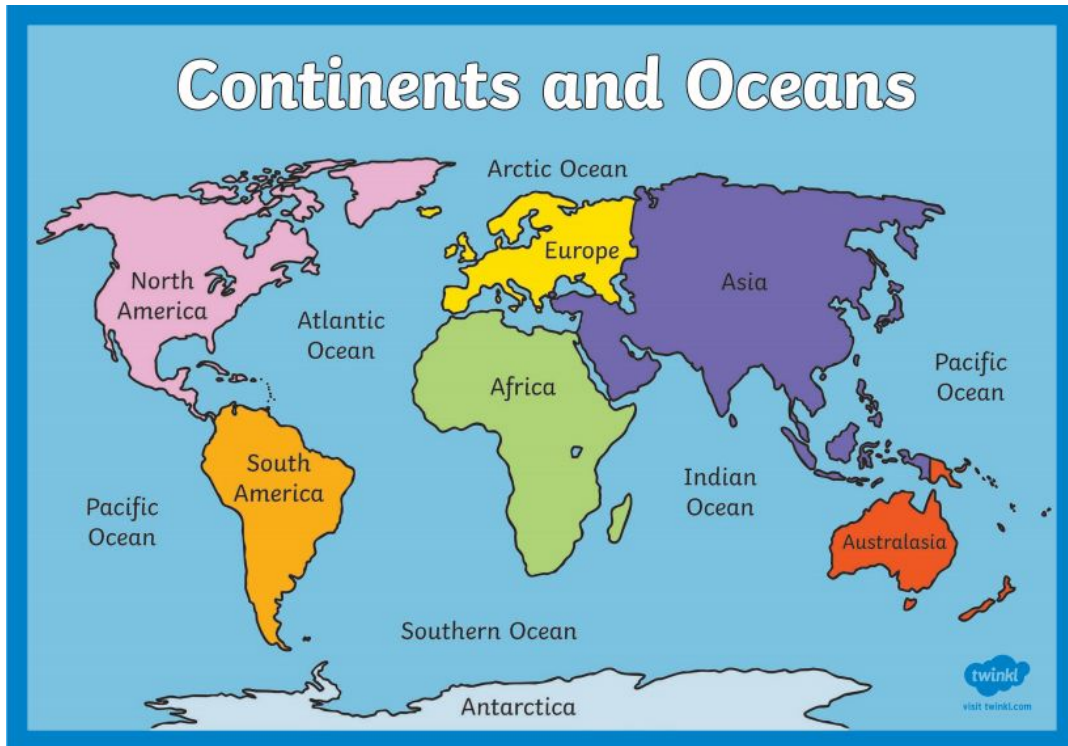 Continents and Oceans
Arctic Ocean
Europe
North
America
Asia
Atlantic
Ocean
Pacific
Ocean
Africa
South
America
Indian
Ocean
Pacific
Ocean
Australasia
Southern Ocean
twinkl
visit twinkl.com
Antarctica